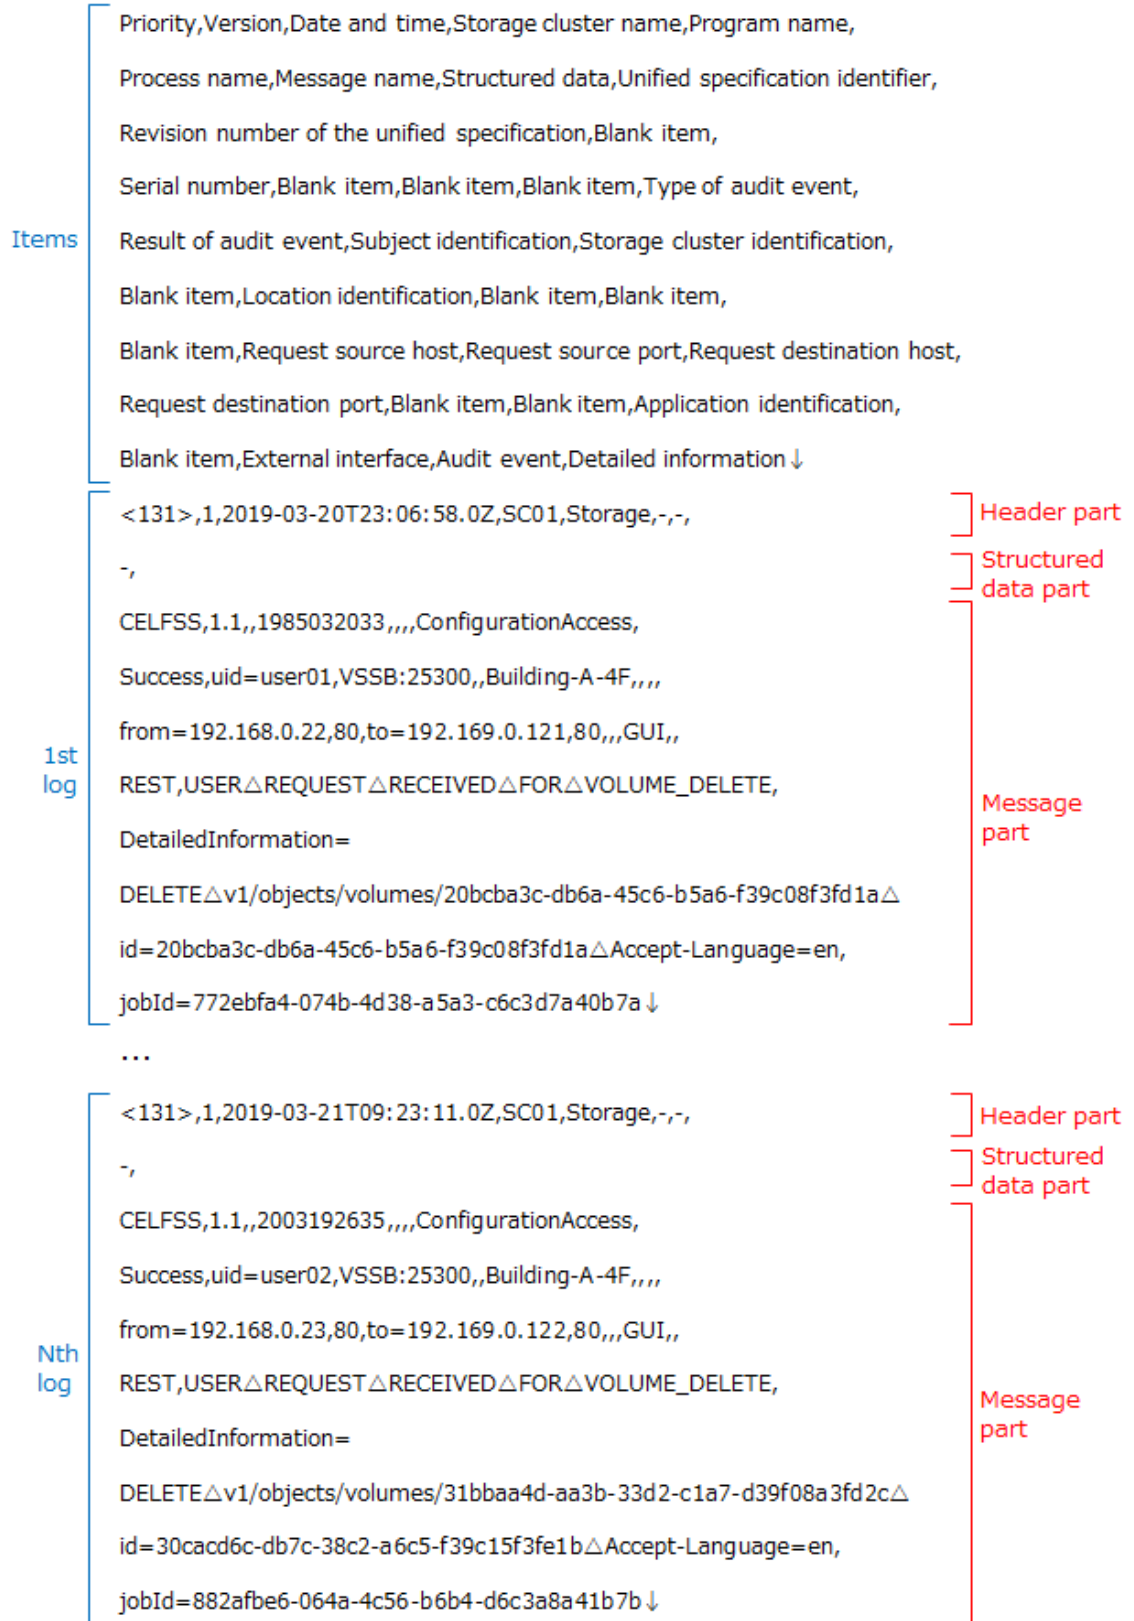 Priority,Version,Date and time,Storage cluster name,Program name,
Process name,Message name,Structured data,Unified specification identifier,
Revision number of the unified specification,Blank item,
Serial number,Blank item,Blank item,Blank item,Type of audit event,
Items
Result of audit event,Subject identification,Storage cluster identification,
Blank item,Location identification,Blank item,Blank item,
Blank item,Request source host,Request source port,Request destination host,
Request destination port,Blank item,Blank item,Application identification,
Blank item,External interface,Audit event,Detailed information↓
<131>,1,2019-03-20T23:06:58.0Z,SC01,Storage,-,-,
Header part
-,
Structured
data part
CELFSS,1.1,,1985032033,,,,ConfigurationAccess,
Success,uid=user01,VSSB:25300,,Building-A-4F,,,,
from=192.168.0.22,80,to=192.169.0.121,80,,,GUI,,
1st
log
REST,USER△REQUEST△RECEIVED△FOR△VOLUME_DELETE,
Message
part
DetailedInformation=
DELETE△v1/objects/volumes/20bcba3c-db6a-45c6-b5a6-f39c08f3fd1a△
id=20bcba3c-db6a-45c6-b5a6-f39c08f3fd1a△Accept-Language=en,
jobId=772ebfa4-074b-4d38-a5a3-c6c3d7a40b7a↓
...
<131>,1,2019-03-21T09:23:11.0Z,SC01,Storage,-,-,
Header part
-,
Structured
data part
CELFSS,1.1,,2003192635,,,,ConfigurationAccess,
Success,uid=user02,VSSB:25300,,Building-A-4F,,,,
from=192.168.0.23,80,to=192.169.0.122,80,,,GUI,,
Nth
log
REST,USER△REQUEST△RECEIVED△FOR△VOLUME_DELETE,
Message
part
DetailedInformation=
DELETE△v1/objects/volumes/31bbaa4d-aa3b-33d2-c1a7-d39f08a3fd2c△
id=30cacd6c-db7c-38c2-a6c5-f39c15f3fe1b△Accept-Language=en,
jobId=882afbe6-064a-4c56-b6b4-d6c3a8a41b7b↓